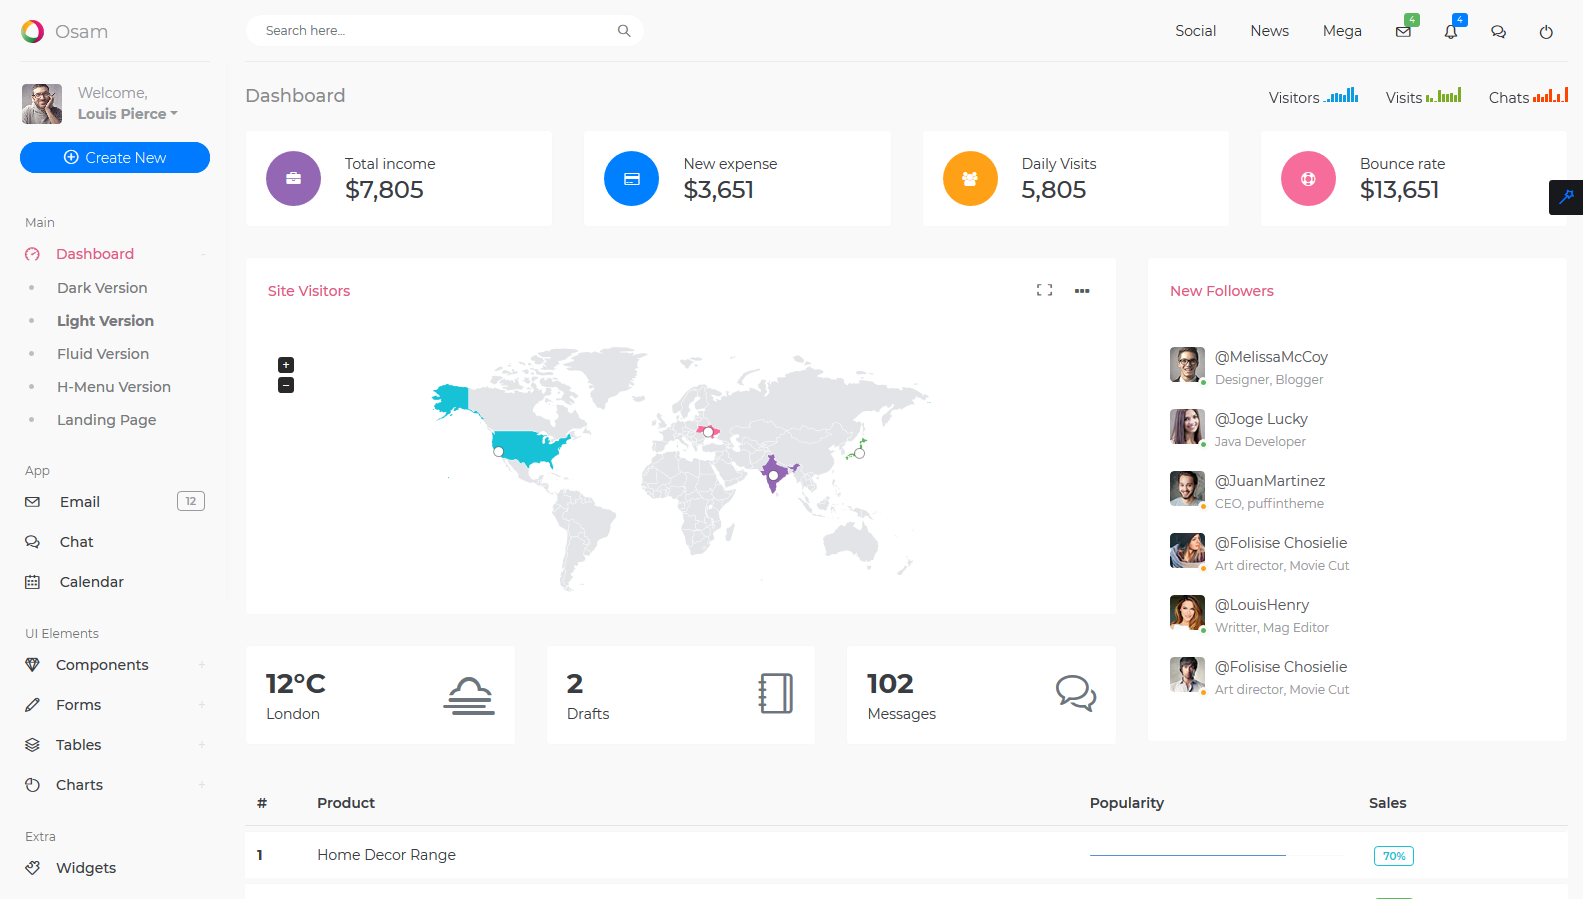 Osam
Search here...
Social
News
Mega
4
4
Welcome,
Louis Pierce
Create New
Main
Dashboard
Dark Version
Light Version
Fluid Version
H-Menu Version
Landing Page
App
Email
12
Chat
Calendar
UI Elements
Components
Forms
Tables
Charts
Extra
Widgets
Dashboard
Visitors
Visits
Chats
Total income
$7,805
New expense
$3,651
Daily Visits
5,805
Bounce rate
$13,651
Site Visitors
+
−
New Followers
@MelissaMcCoy
Designer, Blogger
@Joge Lucky
Java Developer
@JuanMartinez
CEO, puffintheme
@Folisise Chosielie
Art director, Movie Cut
@LouisHenry
Writter, Mag Editor
@Folisise Chosielie
Art director, Movie Cut
12°C
London
2
Drafts
102
Messages
# Product Popularity Sales
1 Home Decor Range 70%